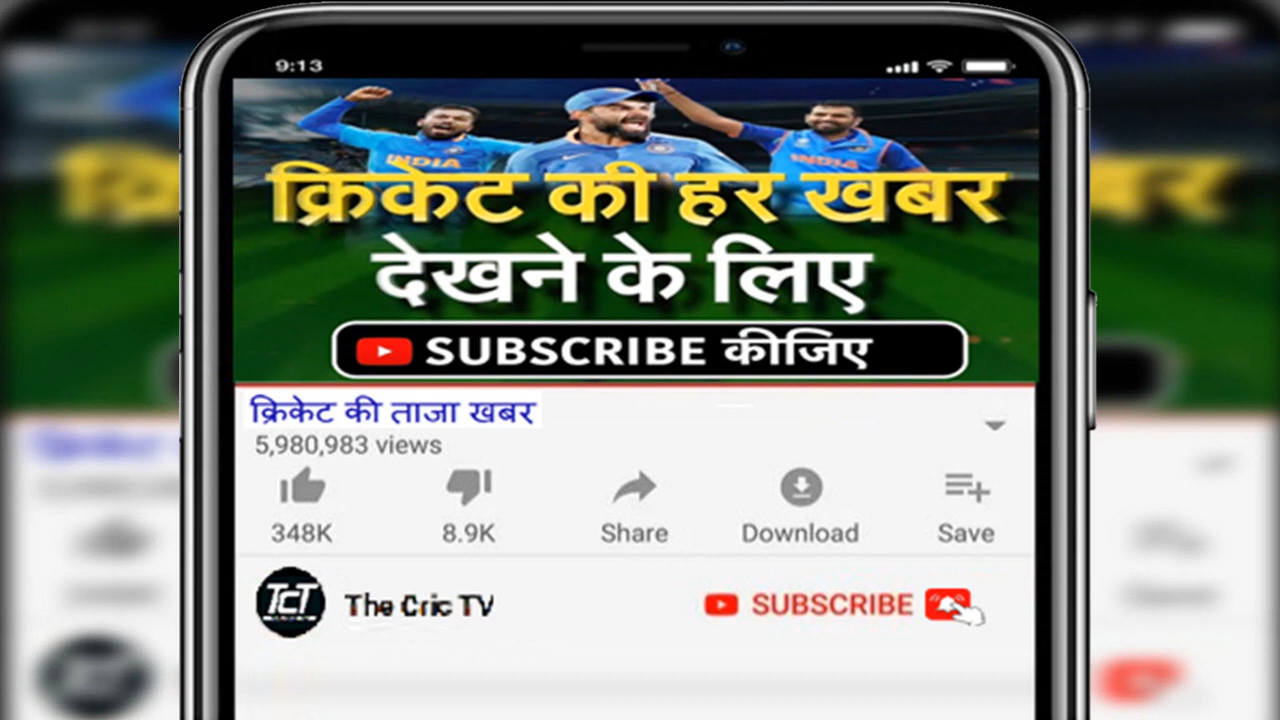 9:13
INDIA
INDIA
क्रिकेट की हर खबर
देखने के लिए
SUBSCRIBE कीजिए
क्रिकेट की ताजा खबर
5,980,983 views
348K
8.9K
Share
Download
Save
TCT
The Cric TV
SUBSCRIBE